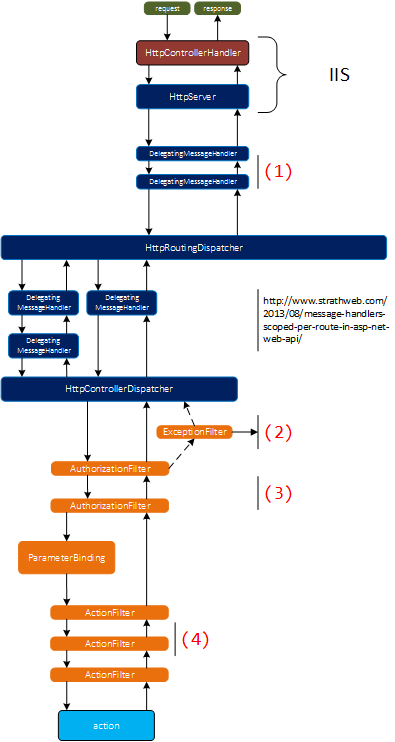 request
response
HttpControllerHandler
IIS
HttpServer
DelegatingMessageHandler
DelegatingMessageHandler
(1)
HttpRoutingDispatcher
Delegating
MessageHandler
Delegating
MessageHandler
http://www.strathweb.com/
2013/08/message-handlers-
scoped-per-route-in-asp-net-
web-api/
Delegating
MessageHandler
HttpControllerDispatcher
ExceptionFilter
(2)
AuthorizationFilter
(3)
AuthorizationFilter
ParameterBinding
ActionFilter
ActionFilter
(4)
ActionFilter
action